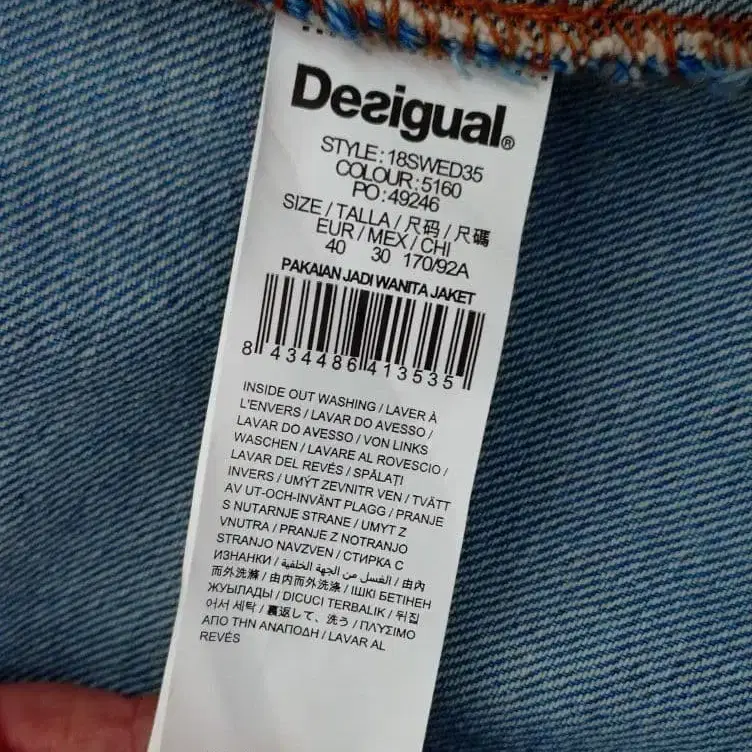 Desigual®
STYLE:18SWED35
COLOUR:5160
PO:49246
SIZE/TALLA/尺码/尺碼
EUR/MEX/CHI
40 30 170/92A
PAKAIAN JADI WANITA JAKET
8 434486 413535
INSIDE OUT WASHING / LAVER À
L'ENVERS / LAVAR DO AVESSO /
LAVAR DO AVESSO / VON LINKS
WASCHEN / LAVARE AL ROVESCIO /
LAVAR DEL REVÉS / SPĂLAȚI
INVERS / UMÝT ZEVNITR VEN / TVÄTT
AV UT-OCH-INVÄNT PLAGG / PRANJE
S NUTARNJE STRANE / UMYT Z
VNUTRA / PRANJE Z NOTRANJO
STRANJO NAVZVEN / СТИРКА С
ИЗНАНКИ / الغسل من الجهة الخلفية / 由內
而外洗滌 / 由内而外洗涤 / ІШКІ БЕТІНЕН
ЖУЫЛАДЫ / DICUCI TERBALIK / 뒤집
어서 세탁 / 裏返して、洗う / ΠΛΥΣΙΜΟ
ΑΠΟ ΤΗΝ ΑΝΑΠΟΔΗ / LAVAR AL
REVÉS